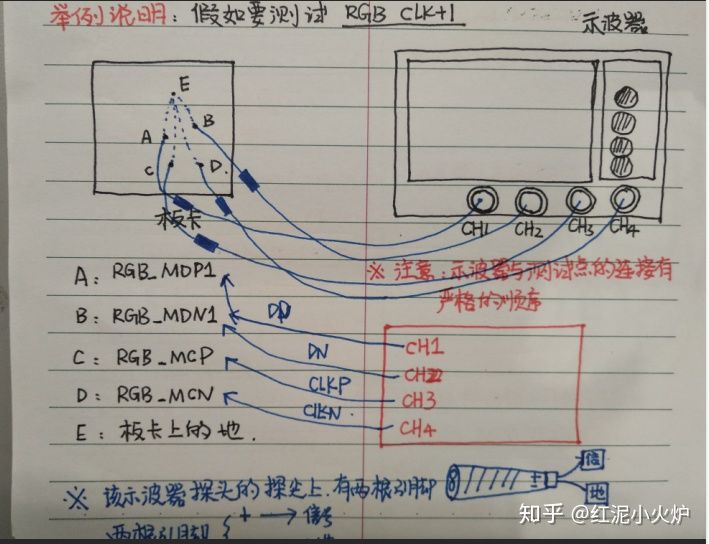 举例说明：假如要测试 RGB CLK+1
示波器
E
A
B
C
D
板卡
CH1 CH2 CH3 CH4
※ 注意：示波器与测试点的连接有
严格的顺序
A： RGB_MDP1
B： RGB_MDN1
C： RGB_MCP
D： RGB_MCN
E： 板卡上的地.
DP
DN
CLKP
CLKN
CH1
CH2
CH3
CH4
※ 该示波器探头的探尖上.有两根引脚
+
-
信
地
两根引脚 { + → 信号
知乎 @红泥小火炉